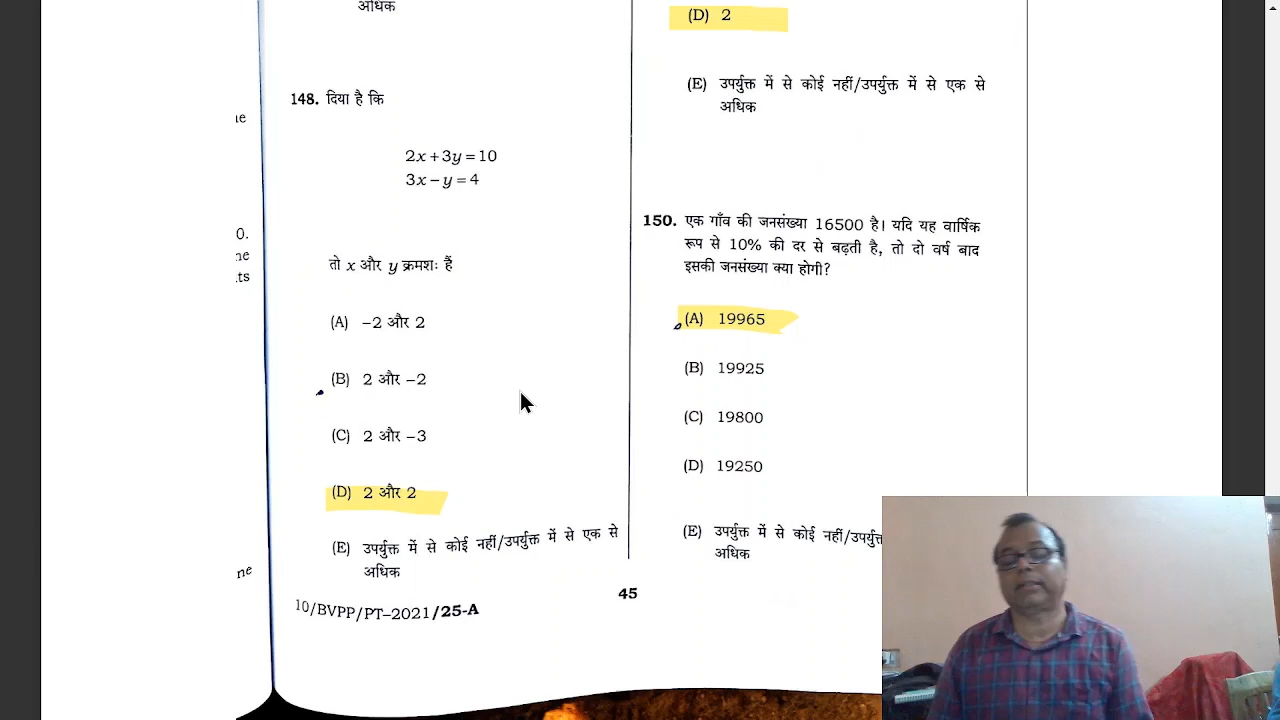 अधिक
148. दिया है कि
2x+3y=10
3x−y=4
तो x और y क्रमशः हैं
(A) −2 और 2
(B) 2 और −2
(C) 2 और −3
(D) 2 और 2
(E) उपर्युक्त में से कोई नहीं/उपर्युक्त में से एक से
अधिक
10/BVPP/PT–2021/25-A
45
(D) 2
(E) उपर्युक्त में से कोई नहीं/उपर्युक्त में से एक से
अधिक
150. एक गाँव की जनसंख्या 16500 है। यदि यह वार्षिक
रूप से 10% की दर से बढ़ती है, तो दो वर्ष बाद
इसकी जनसंख्या क्या होगी?
(A) 19965
(B) 19925
(C) 19800
(D) 19250
(E) उपर्युक्त में से कोई नहीं/उपर्यु
अधिक